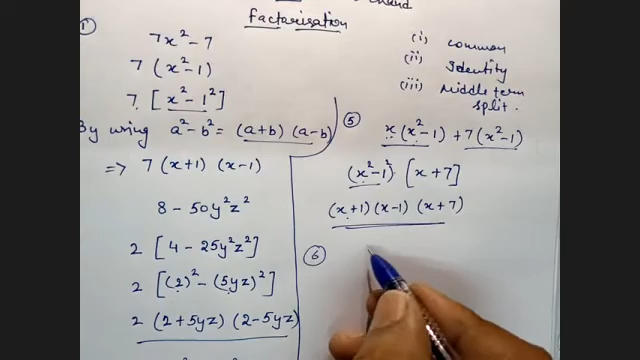 Chand
Factorisation
(i) common
(ii) Identity
(iii) Middle term
split.
①
7x² - 7
7 (x² - 1)
7 [x² - 1²]
By using a² - b² = (a+b) (a-b)
=> 7 (x+1) (x-1)
8 - 50y²z²
2 [4 - 25y²z²]
2 [(2)² - (5yz)²]
2 (2+5yz) (2-5yz)
⑤
x(x²-1) + 7(x²-1)
(x²-1²) [x+7]
(x+1)(x-1) (x+7)
⑥